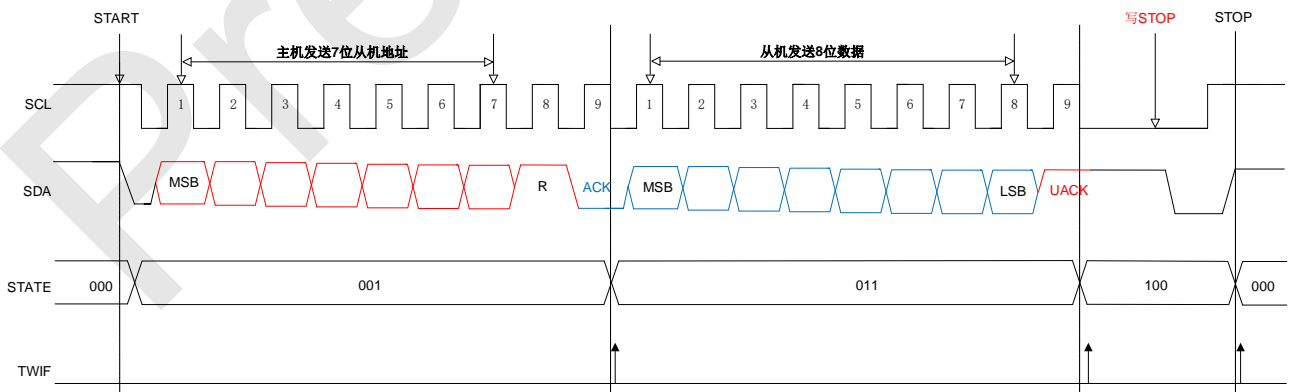 START
写STOP
STOP
主机发送7位从机地址
从机发送8位数据
SCL
1 2 3 4 5 6 7 8 9 1 2 3 4 5 6 7 8 9
SDA
MSB R ACK MSB LSB UACK
STATE 000 001 011 100 000
TWIF
Pre